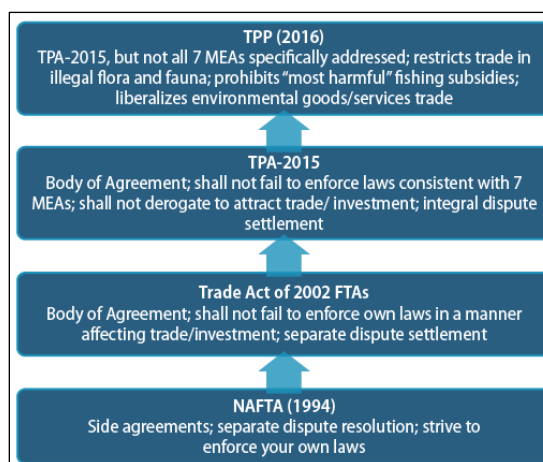 TPP (2016)
TPA-2015, but not all 7 MEAs specifically addressed; restricts trade in
illegal flora and fauna; prohibits “most harmful” fishing subsidies;
liberalizes environmental goods/services trade
TPA-2015
Body of Agreement; shall not fail to enforce laws consistent with 7
MEAs; shall not derogate to attract trade/ investment; integral dispute
settlement
Trade Act of 2002 FTAs
Body of Agreement; shall not fail to enforce own laws in a manner
affecting trade/investment; separate dispute settlement
NAFTA (1994)
Side agreements; separate dispute resolution; strive to
enforce your own laws